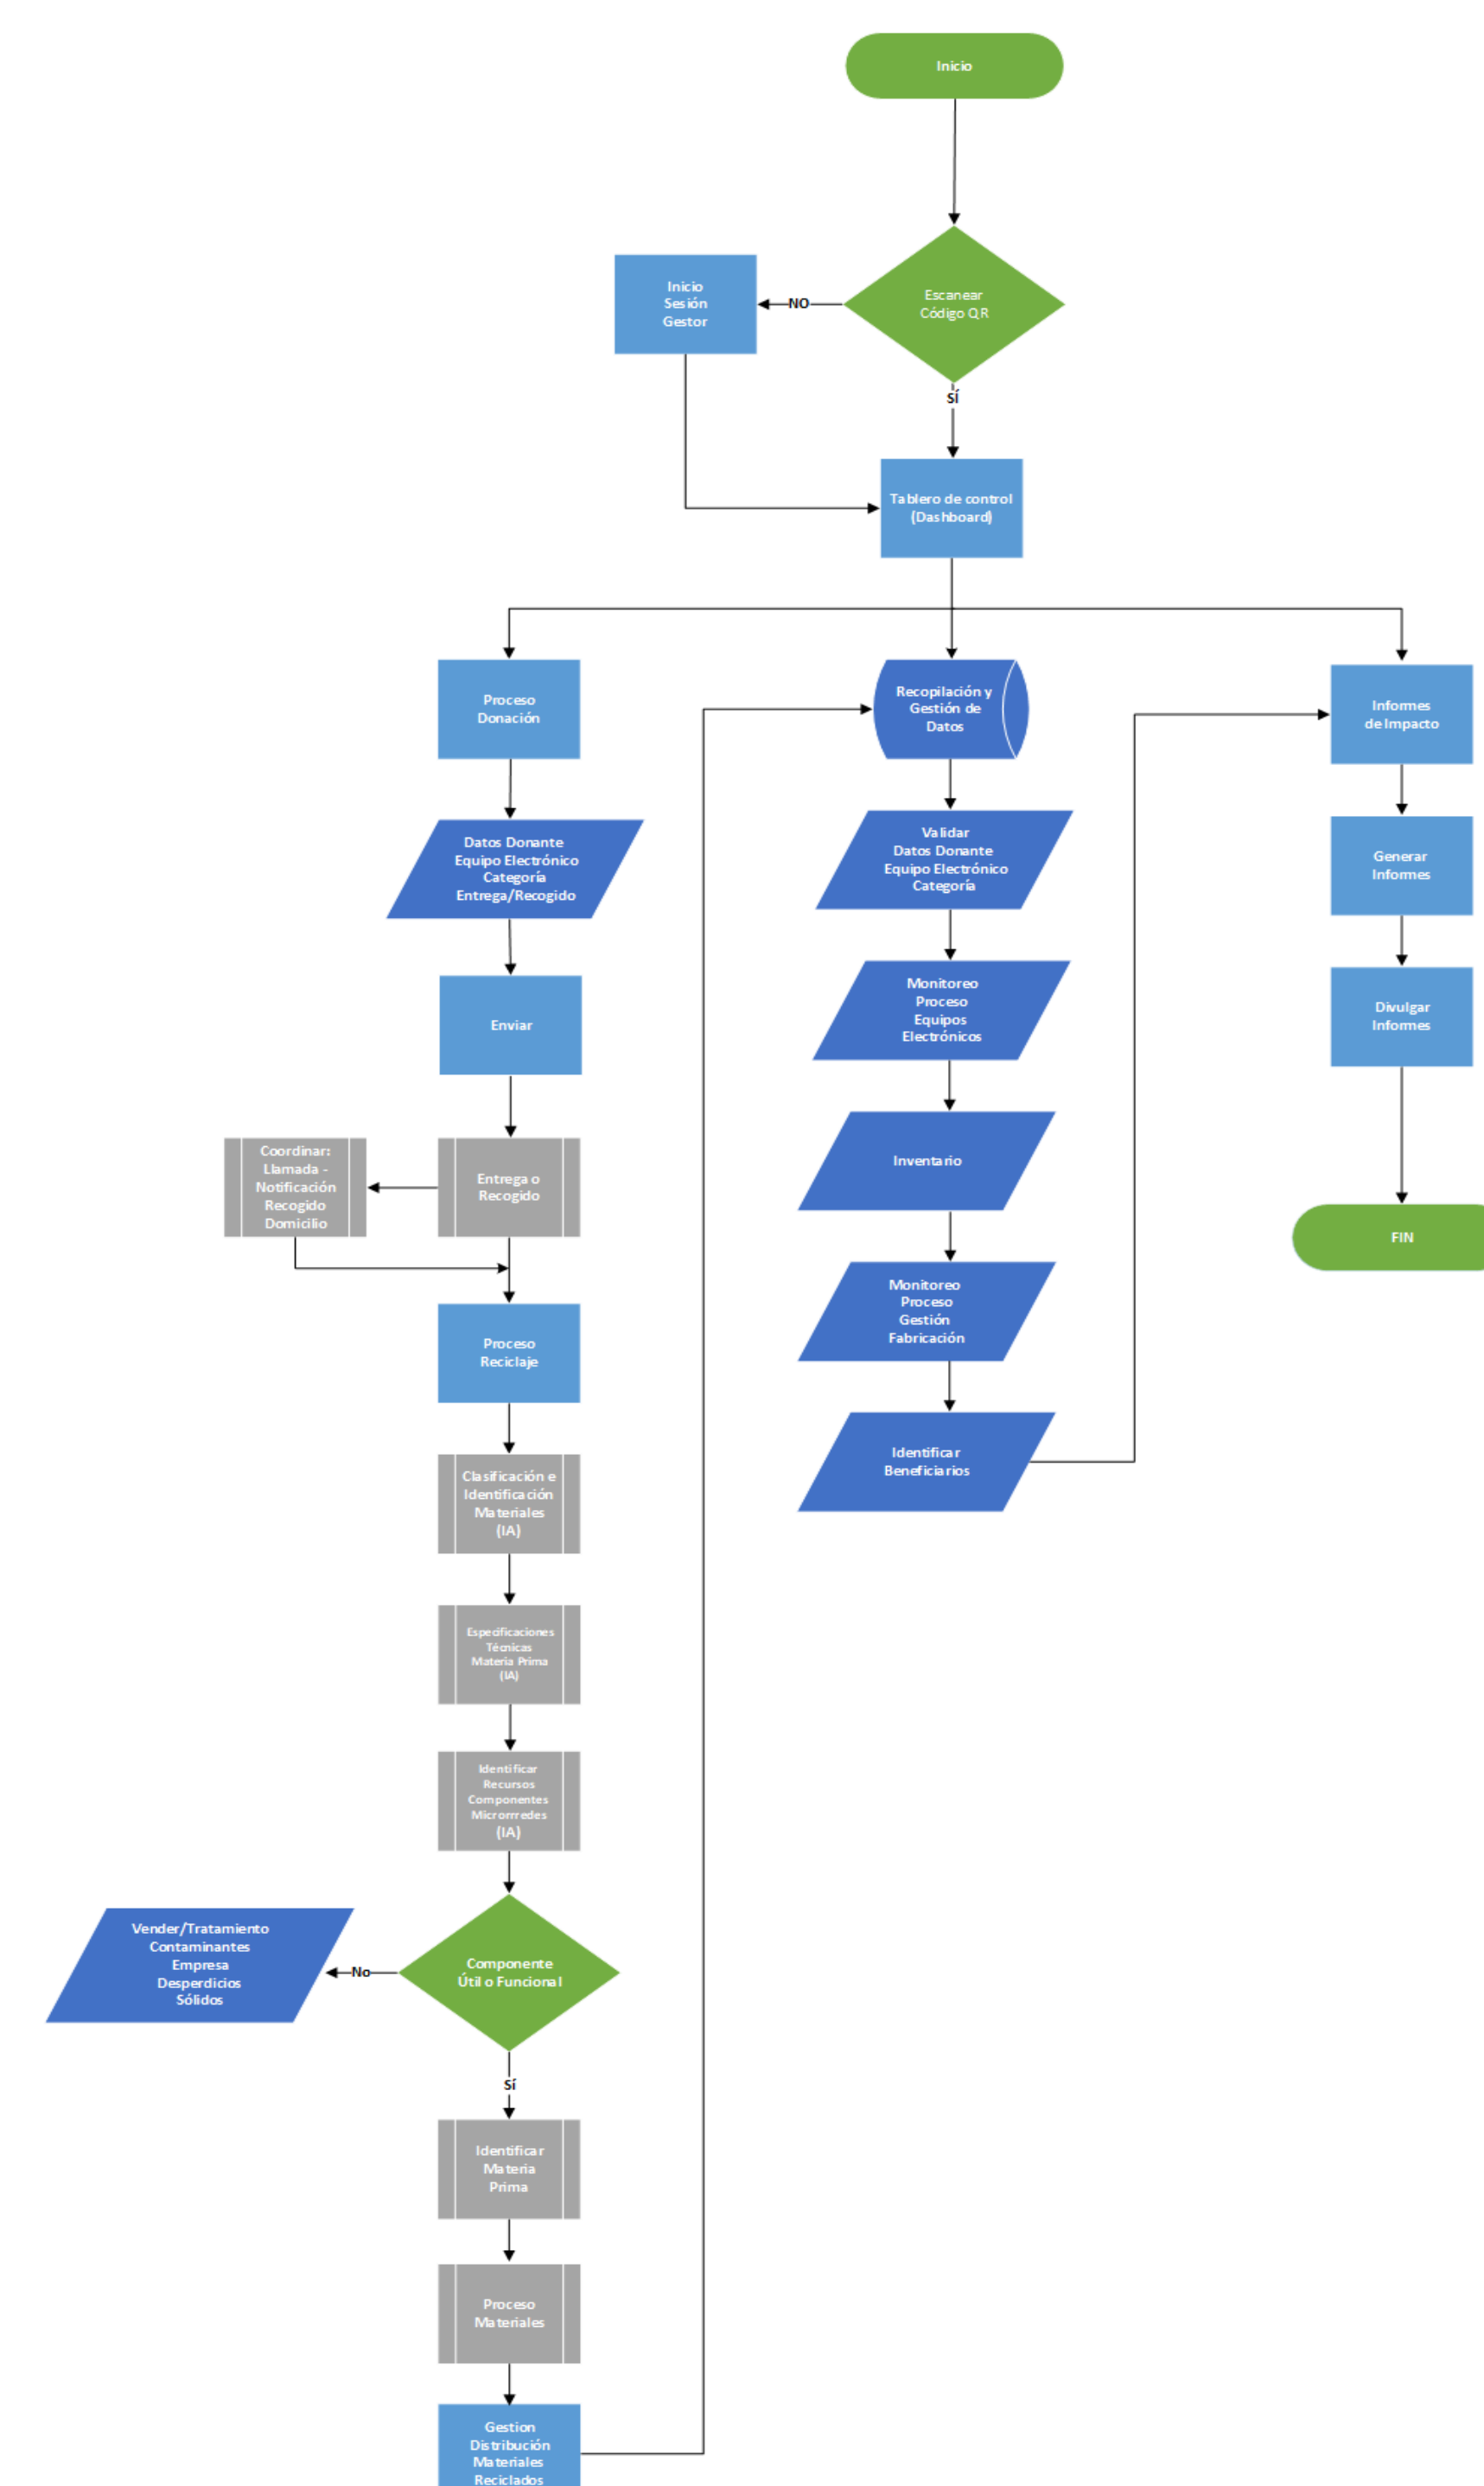 Inicio
Escanear
Código QR
NO
Inicio
Sesión
Gestor
SÍ
Tablero de control
(Dashboard)
Proceso
Donación
Datos Donante
Equipo Electrónico
Categoría
Entrega/Recogido
Enviar
Entrega o
Recogido
Coordinar:
Llamada -
Notificación
Recogido
Domicilio
Proceso
Reciclaje
Clasificación e
Identificación
Materiales
(IA)
Especificaciones
Técnicas
Materia Prima
(IA)
Identificar
Recursos
Componentes
Microrrredes
(IA)
Componente
Útil o Funcional
No
Vender/Tratamiento
Contaminantes
Empresa
Desperdicios
Sólidos
Sí
Identificar
Materia
Prima
Proceso
Materiales
Gestion
Distribución
Materiales
Reciclados
Recopilación y
Gestión de
Datos
Validar
Datos Donante
Equipo Electrónico
Categoría
Monitoreo
Proceso
Equipos
Electrónicos
Inventario
Monitoreo
Proceso
Gestión
Fabricación
Identificar
Beneficiarios
Informes
de Impacto
Generar
Informes
Divulgar
Informes
FIN